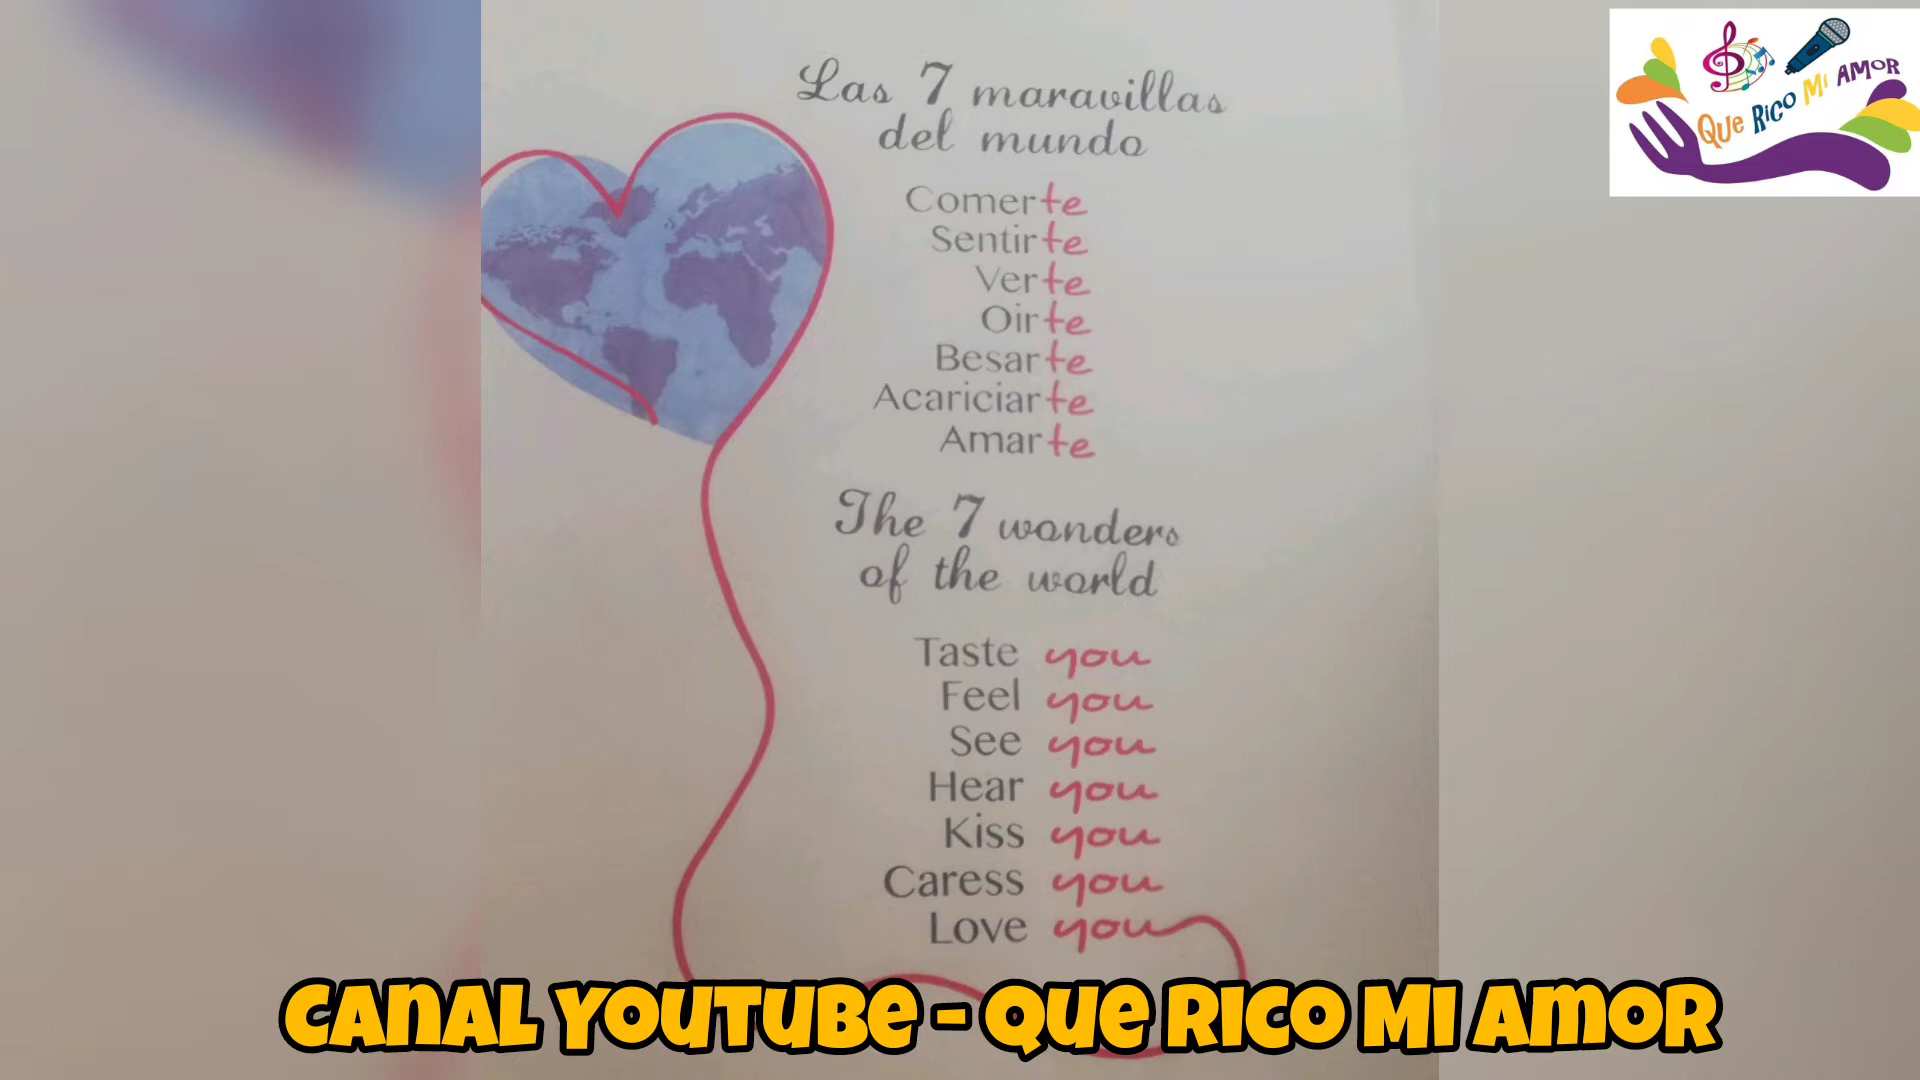 Las 7 maravillas
del mundo
Comerte
Sentirte
Verte
Oirte
Besarte
Acariciarte
Amarte
The 7 wonders
of the world
Taste you
Feel you
See you
Hear you
Kiss you
Caress you
Love you
QUE RICO MI AMOR
CANAL YOUTUBE - QUE RICO MI AMOR